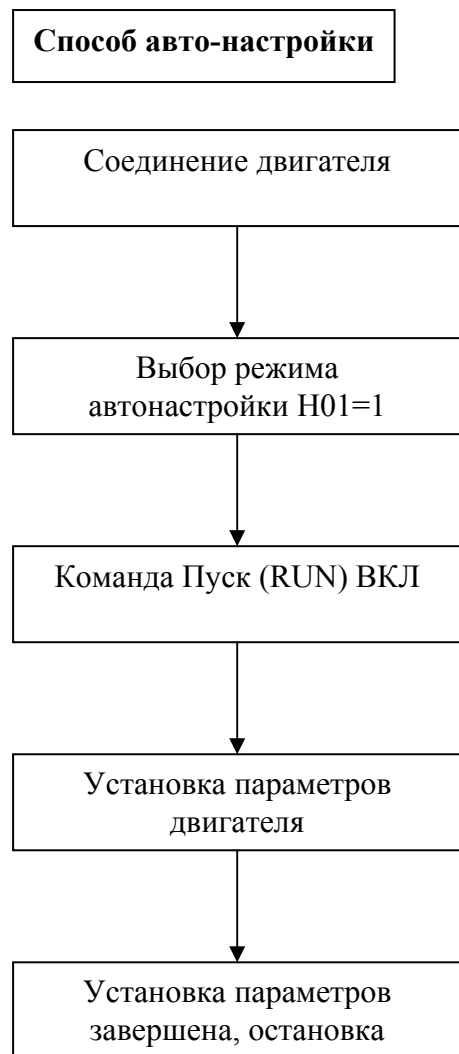 Способ авто-настройки
Соединение двигателя
Выбор режима
автонастройки H01=1
Команда Пуск (RUN) ВКЛ
Установка параметров
двигателя
Установка параметров
завершена, остановка